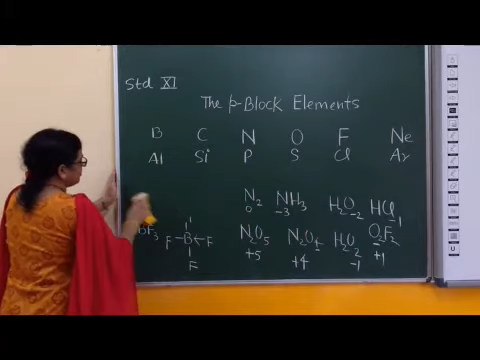 Std XI
The p-Block Elements
B C N O F Ne
Al Si P S Cl Ar
N₂ NH₃ H₂O HCl
0 -3 -2 -1
BF₃ F-B-F N₂O₅ N₂O₄ H₂O₂ O₂F₂
F +5 +4 -1 +1